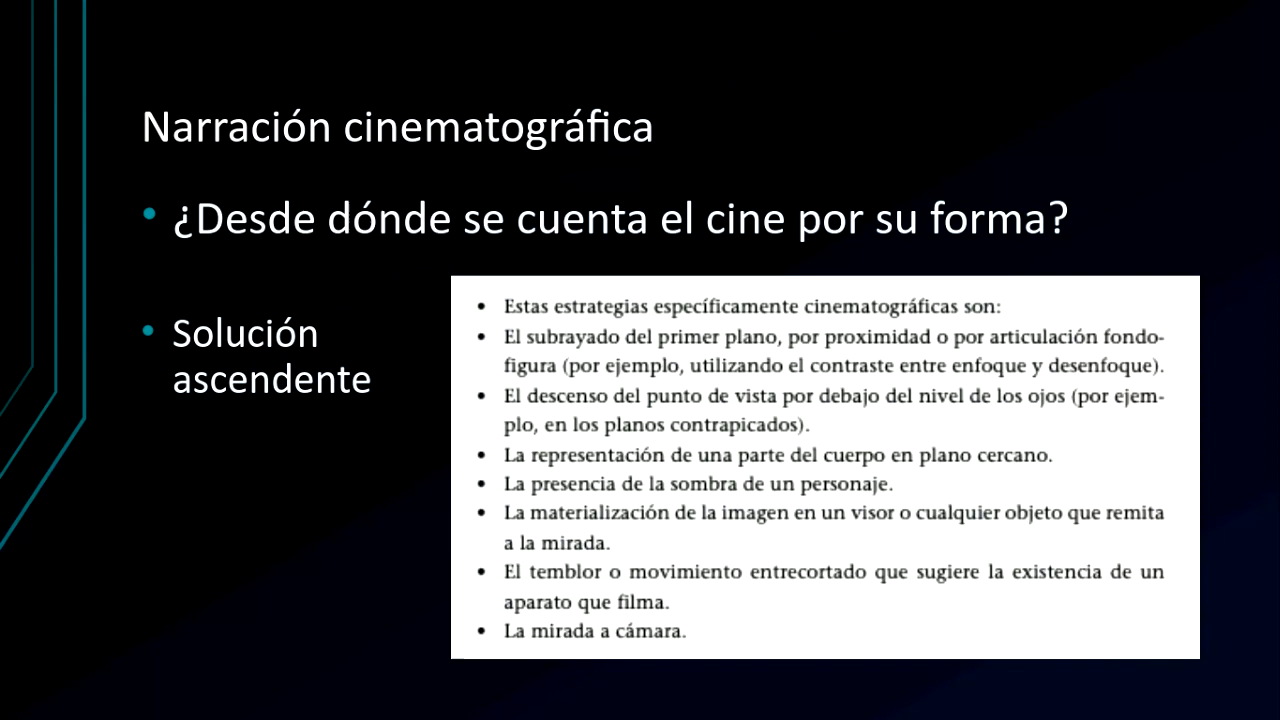 Narración cinematográfica
• ¿Desde dónde se cuenta el cine por su forma?
• Solución
ascendente
• Estas estrategias específicamente cinematográficas son:
• El subrayado del primer plano, por proximidad o por articulación fondo-
figura (por ejemplo, utilizando el contraste entre enfoque y desenfoque).
• El descenso del punto de vista por debajo del nivel de los ojos (por ejem-
plo, en los planos contrapicados).
• La representación de una parte del cuerpo en plano cercano.
• La presencia de la sombra de un personaje.
• La materialización de la imagen en un visor o cualquier objeto que remita
a la mirada.
• El temblor o movimiento entrecortado que sugiere la existencia de un
aparato que filma.
• La mirada a cámara.